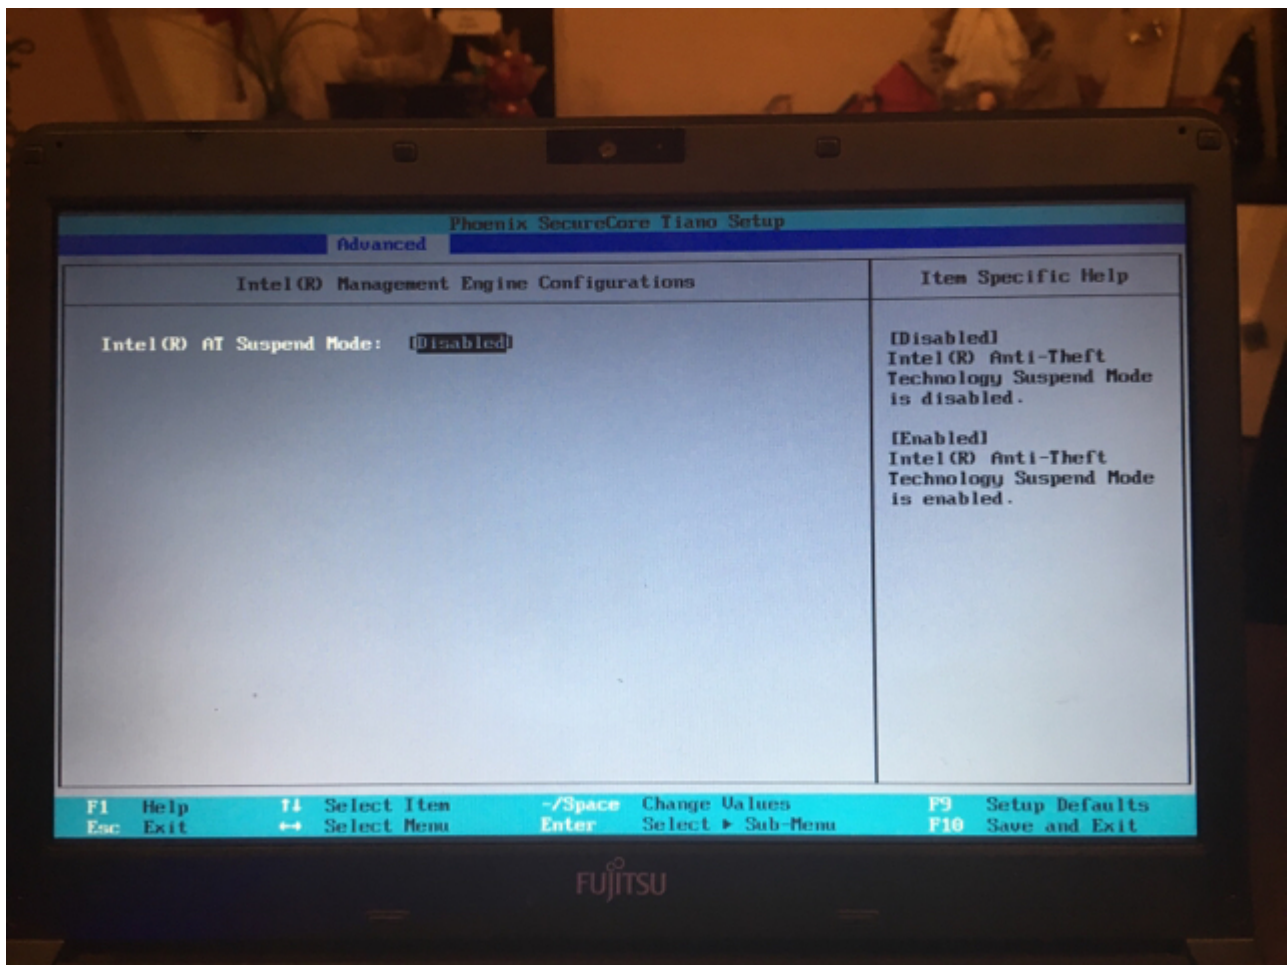 Phoenix SecureCore Tiano Setup
Advanced
Intel(R) Management Engine Configurations
Item Specific Help
Intel(R) AT Suspend Mode: [Disabled]
[Disabled]
Intel(R) Anti-Theft
Technology Suspend Mode
is disabled.
[Enabled]
Intel(R) Anti-Theft
Technology Suspend Mode
is enabled.
F1 Help ↑↓ Select Item -/Space Change Values F9 Setup Defaults
Esc Exit ↔ Select Menu Enter Select ▶ Sub-Menu F10 Save and Exit
FUJITSU